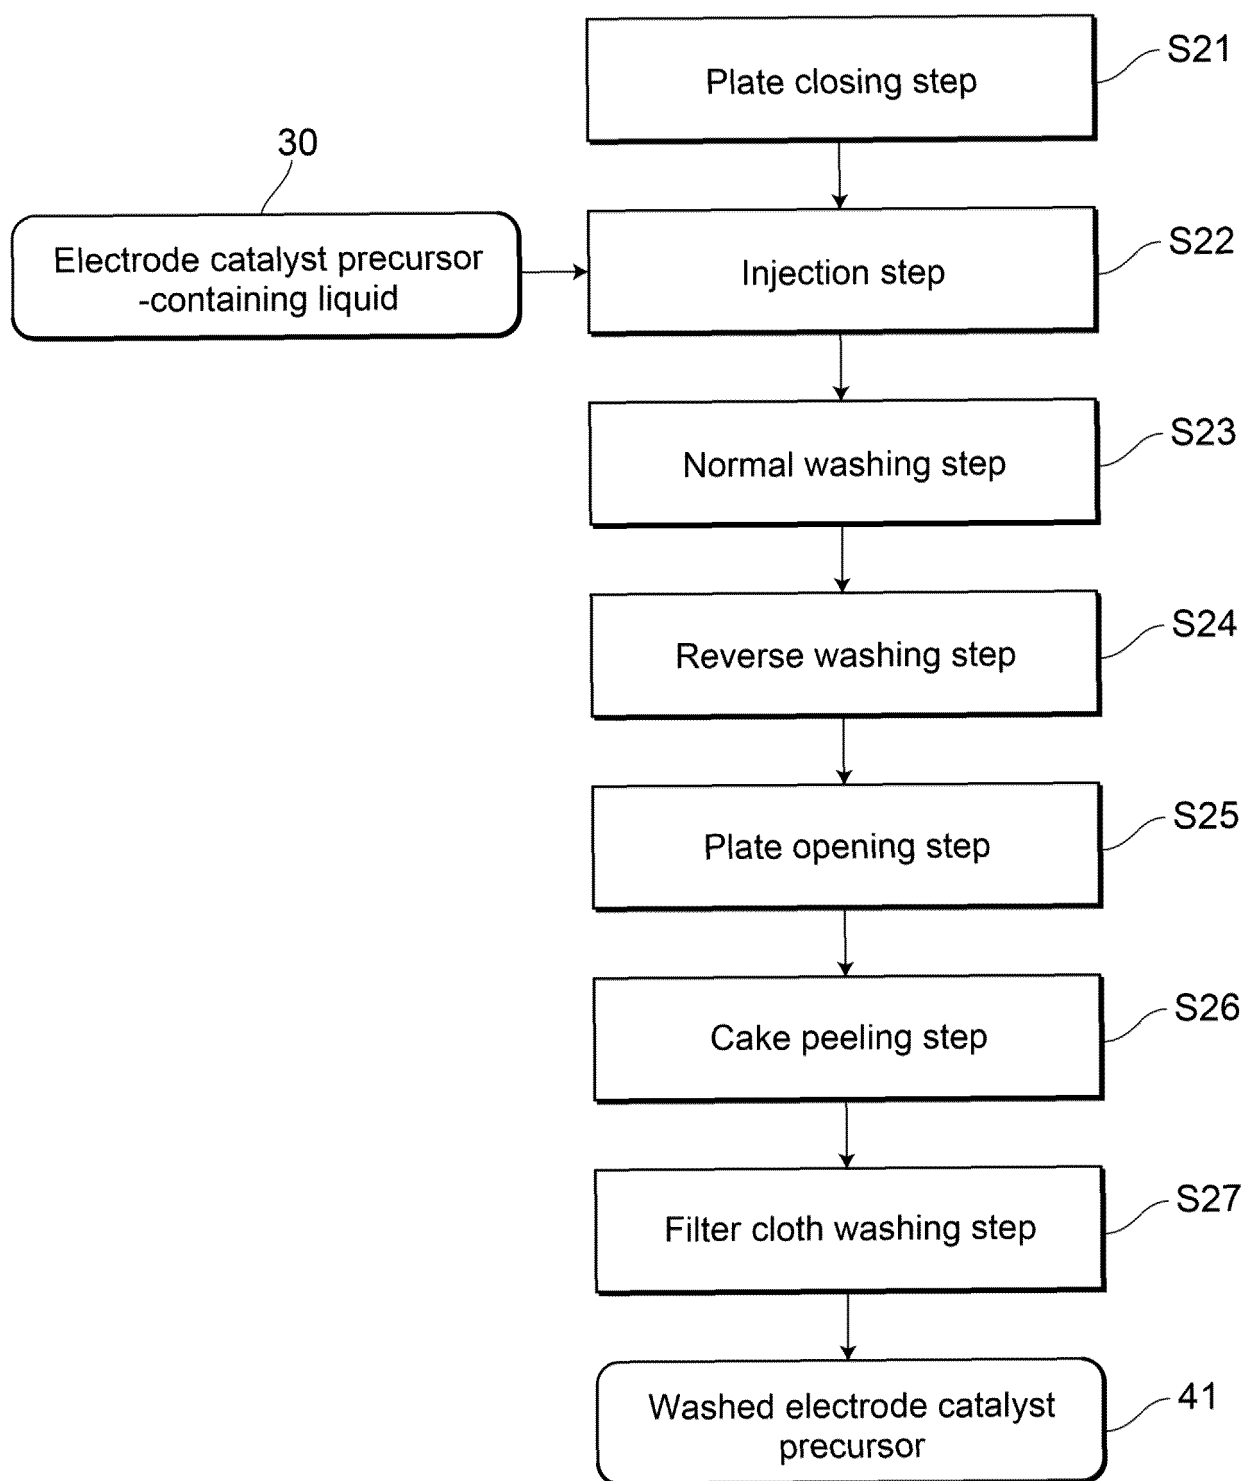 Plate closing step
S21
30
Electrode catalyst precursor
-containing liquid
Injection step
S22
Normal washing step
S23
Reverse washing step
S24
Plate opening step
S25
Cake peeling step
S26
Filter cloth washing step
S27
Washed electrode catalyst
precursor
41